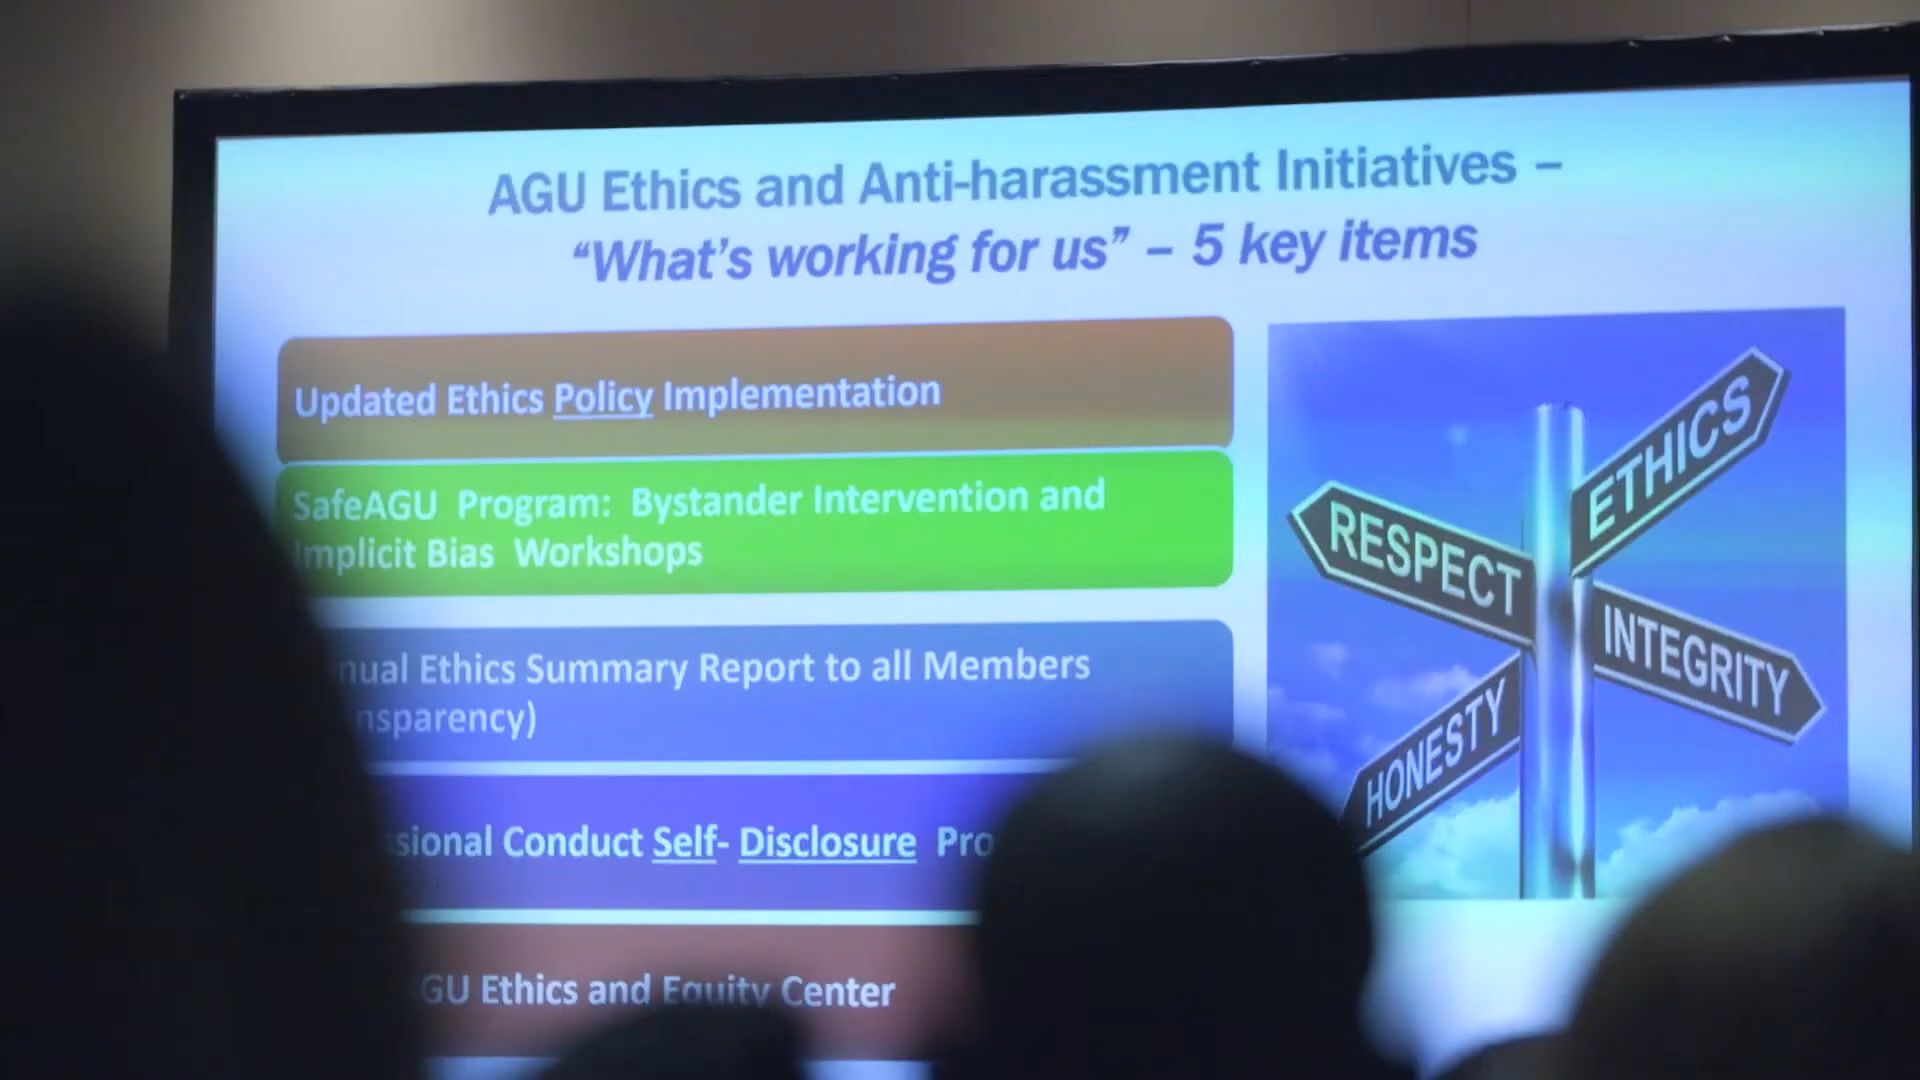 AGU Ethics and Anti-harassment Initiatives –
“What’s working for us” – 5 key items
Updated Ethics Policy Implementation
SafeAGU Program: Bystander Intervention and
Implicit Bias Workshops
nual Ethics Summary Report to all Members
nsparency)
sional Conduct Self- Disclosure Pro
GU Ethics and Equity Center
ETHICS
RESPECT
INTEGRITY
HONESTY